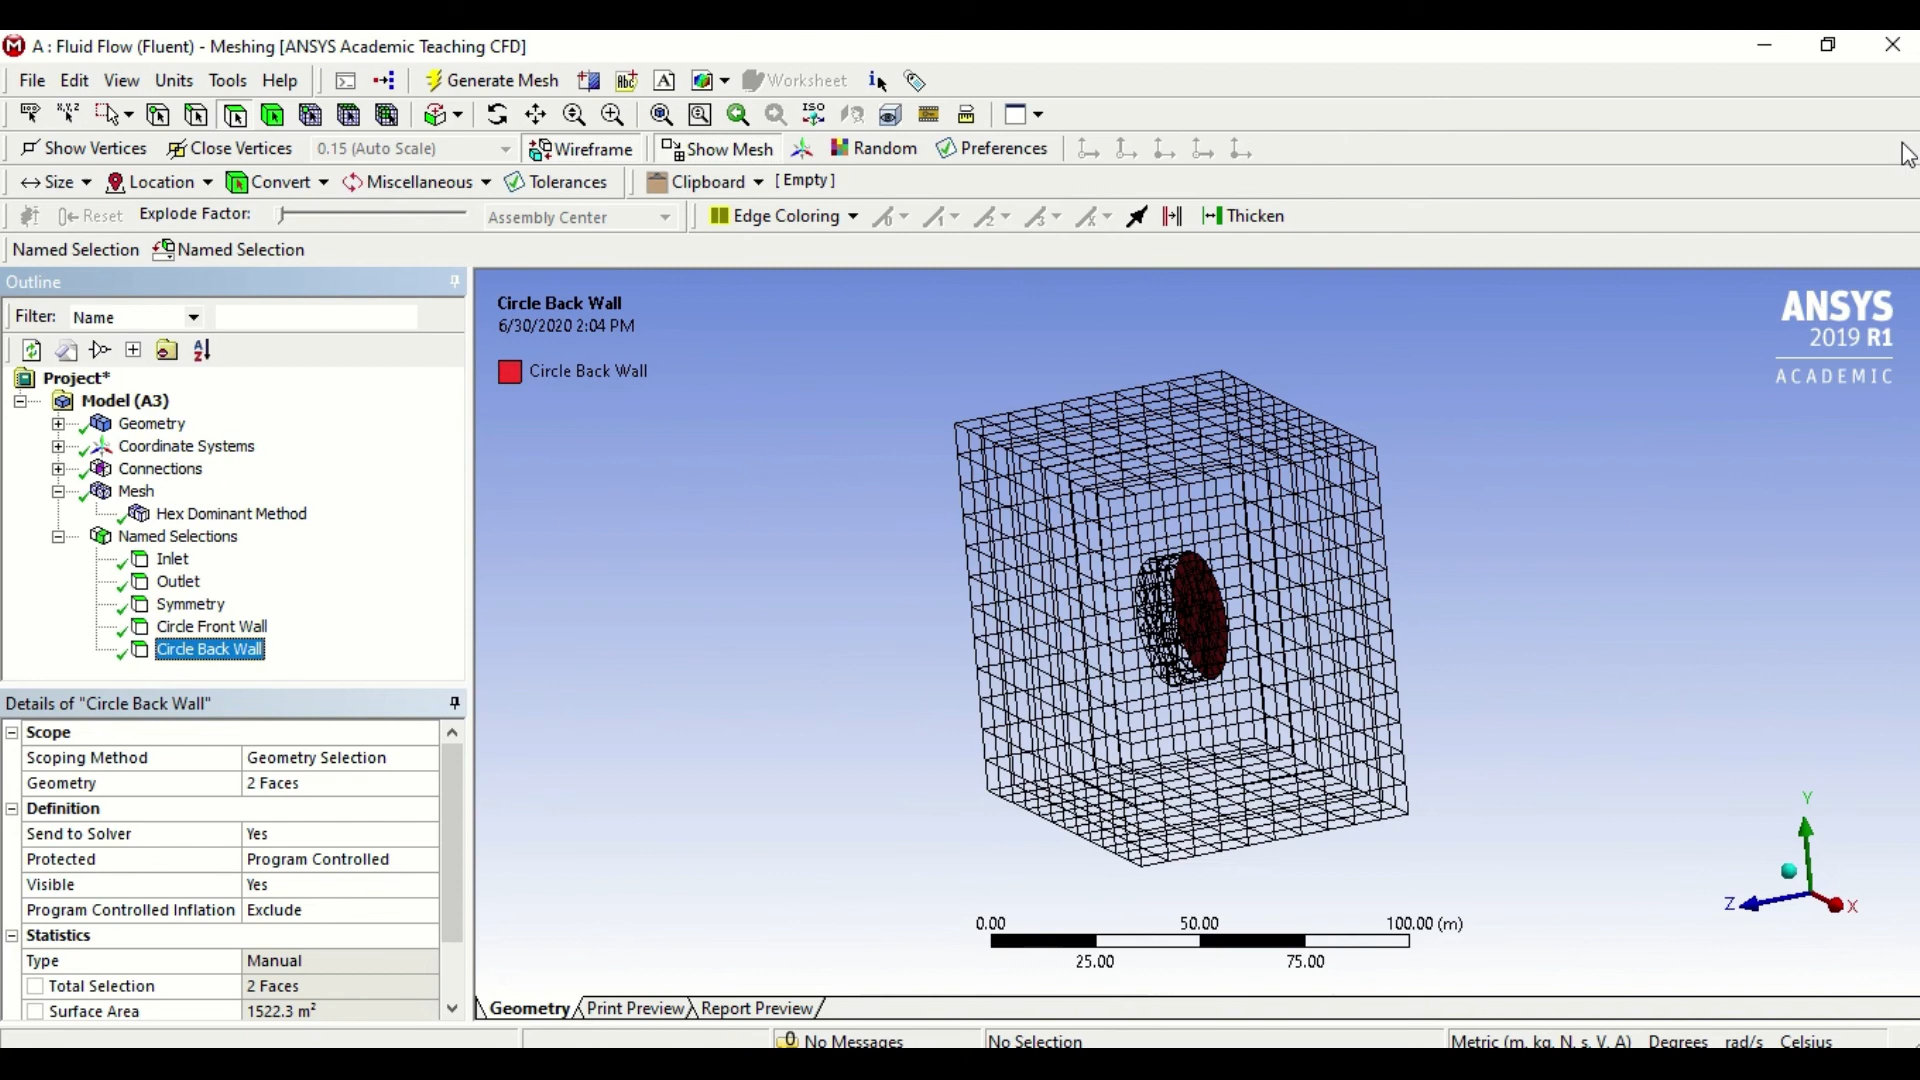 A : Fluid Flow (Fluent) - Meshing [ANSYS Academic Teaching CFD]
File Edit View Units Tools Help Generate Mesh Abc A Worksheet
ISO
Show Vertices Close Vertices 0.15 (Auto Scale) Wireframe Show Mesh Random Preferences
Size Location Convert Miscellaneous Tolerances Clipboard [ Empty ]
Reset Explode Factor: Assembly Center Edge Coloring Thicken
Named Selection Named Selection
Outline
Filter: Name
Project*
Model (A3)
Geometry
Coordinate Systems
Connections
Mesh
Hex Dominant Method
Named Selections
Inlet
Outlet
Symmetry
Circle Front Wall
Circle Back Wall
Details of "Circle Back Wall"
Scope
Scoping Method Geometry Selection
Geometry 2 Faces
Definition
Send to Solver Yes
Protected Program Controlled
Visible Yes
Program Controlled Inflation Exclude
Statistics
Type Manual
Total Selection 2 Faces
Surface Area 1522.3 m²
Circle Back Wall
6/30/2020 2:04 PM
Circle Back Wall
ANSYS
2019 R1
ACADEMIC
Y
Z
X
0.00 50.00 100.00 (m)
25.00 75.00
Geometry Print Preview Report Preview
0 No Messages No Selection Metric (m, kg, N, s, V, A) Degrees rad/s Celsius